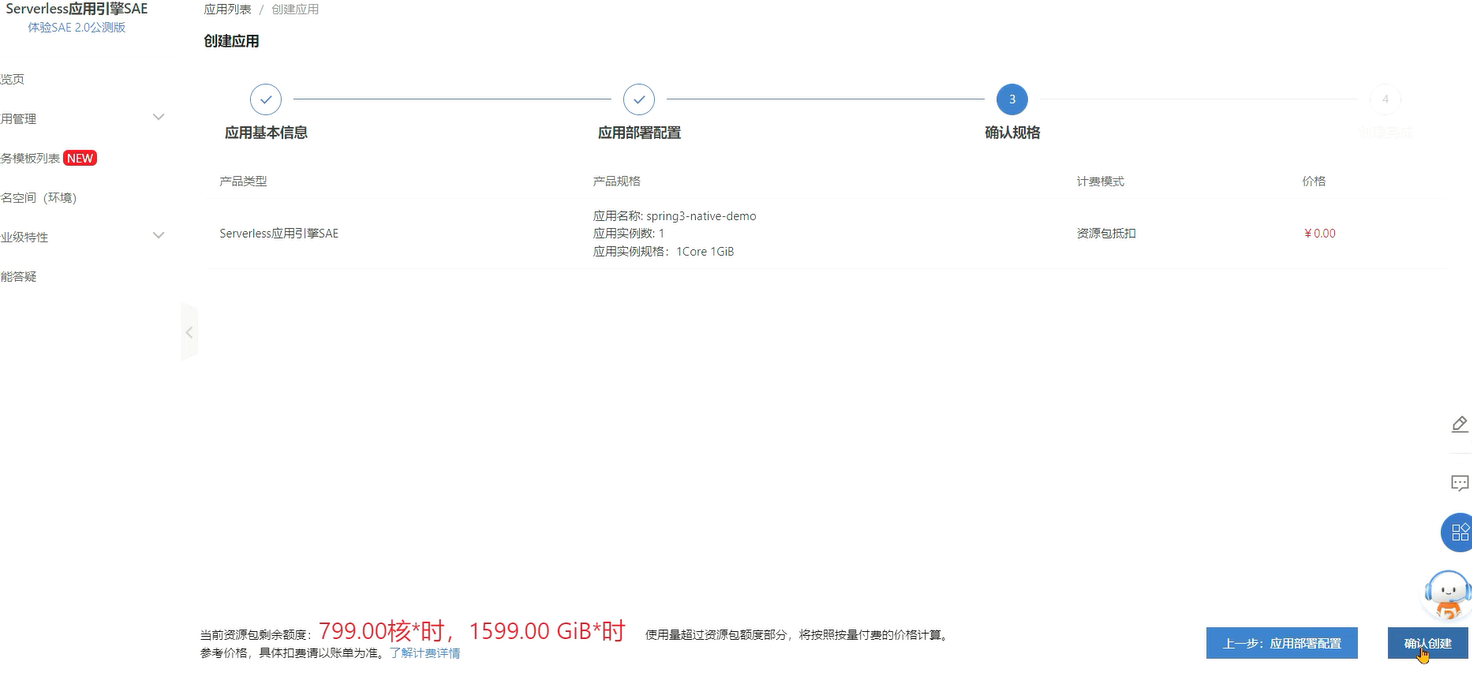 Serverless应用引擎SAE
体验SAE 2.0公测版
览页
用管理
务模板列表 NEW
名空间（环境）
业级特性
能答疑
应用列表 / 创建应用
创建应用
3
4
应用基本信息
应用部署配置
确认规格
产品类型
产品规格
计费模式
价格
Serverless应用引擎SAE
应用名称: spring3-native-demo
应用实例数: 1
应用实例规格：1Core 1GiB
资源包抵扣
￥0.00
当前资源包剩余额度：799.00核*时，1599.00 GiB*时 使用量超过资源包额度部分，将按照按量付费的价格计算。
参考价格，具体扣费请以账单为准。了解计费详情
上一步：应用部署配置
确认创建